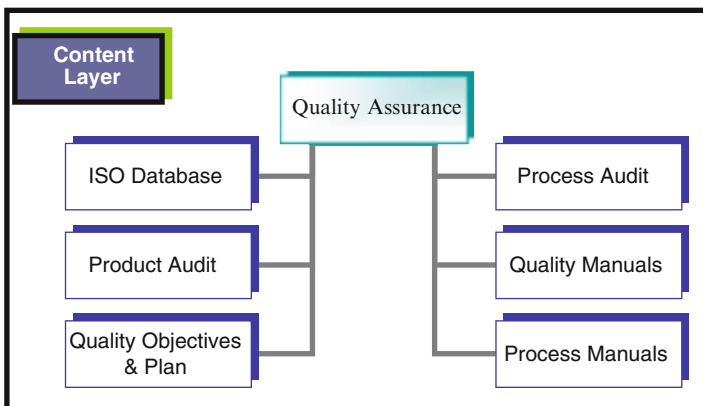 Content
Layer
Quality Assurance
ISO Database
Process Audit
Product Audit
Quality Manuals
Quality Objectives
& Plan
Process Manuals